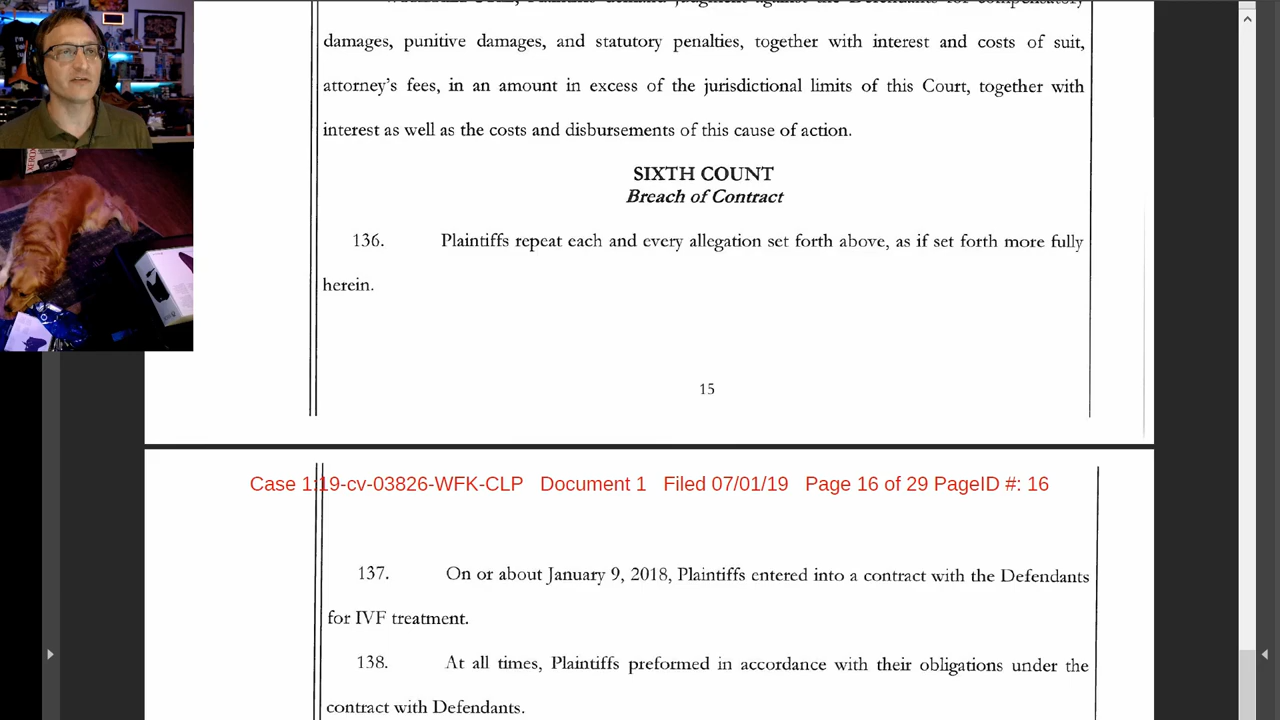 damages, punitive damages, and statutory penalties, together with interest and costs of suit,
attorney's fees, in an amount in excess of the jurisdictional limits of this Court, together with
interest as well as the costs and disbursements of this cause of action.
SIXTH COUNT
Breach of Contract
136. Plaintiffs repeat each and every allegation set forth above, as if set forth more fully
herein.
15
Case 1:19-cv-03826-WFK-CLP Document 1 Filed 07/01/19 Page 16 of 29 PageID #: 16
137. On or about January 9, 2018, Plaintiffs entered into a contract with the Defendants
for IVF treatment.
138. At all times, Plaintiffs preformed in accordance with their obligations under the
contract with Defendants.